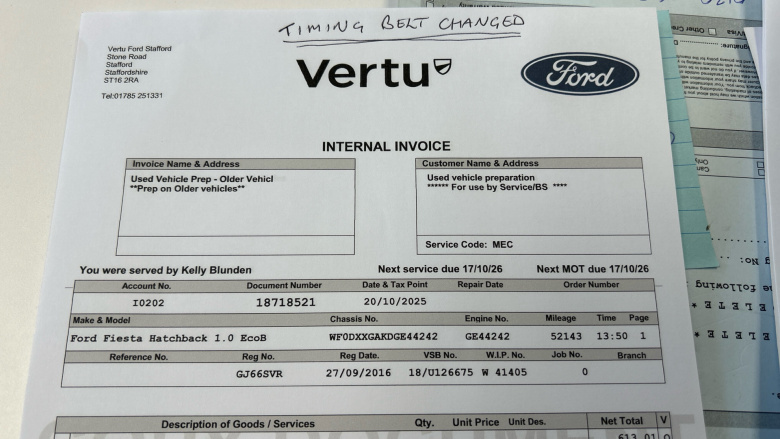 TIMING BELT CHANGED
Vertu Ford Stafford
Stone Road
Stafford
Staffordshire
ST16 2RA
Tel:01785 251331
Vertu
Ford
INTERNAL INVOICE
Invoice Name & Address
Used Vehicle Prep - Older Vehicl
**Prep on Older vehicles**
Customer Name & Address
Used vehicle preparation
****** For use by Service/BS ****
Service Code: MEC
You were served by Kelly Blunden Next service due 17/10/26 Next MOT due 17/10/26
Account No. Document Number Date & Tax Point Repair Date Order Number
I0202 18718521 20/10/2025
Make & Model Chassis No. Engine No. Mileage Time Page
Ford Fiesta Hatchback 1.0 EcoB WF0DXXGAKDGE44242 GE44242 52143 13:50 1
Reference No. Reg No. Reg Date. VSB No. W.I.P. No. Job No. Branch
GJ66SVR 27/09/2016 18/U126675 W 41405 0
Description of Goods / Services Qty. Unit Price Unit Des. Net Total V